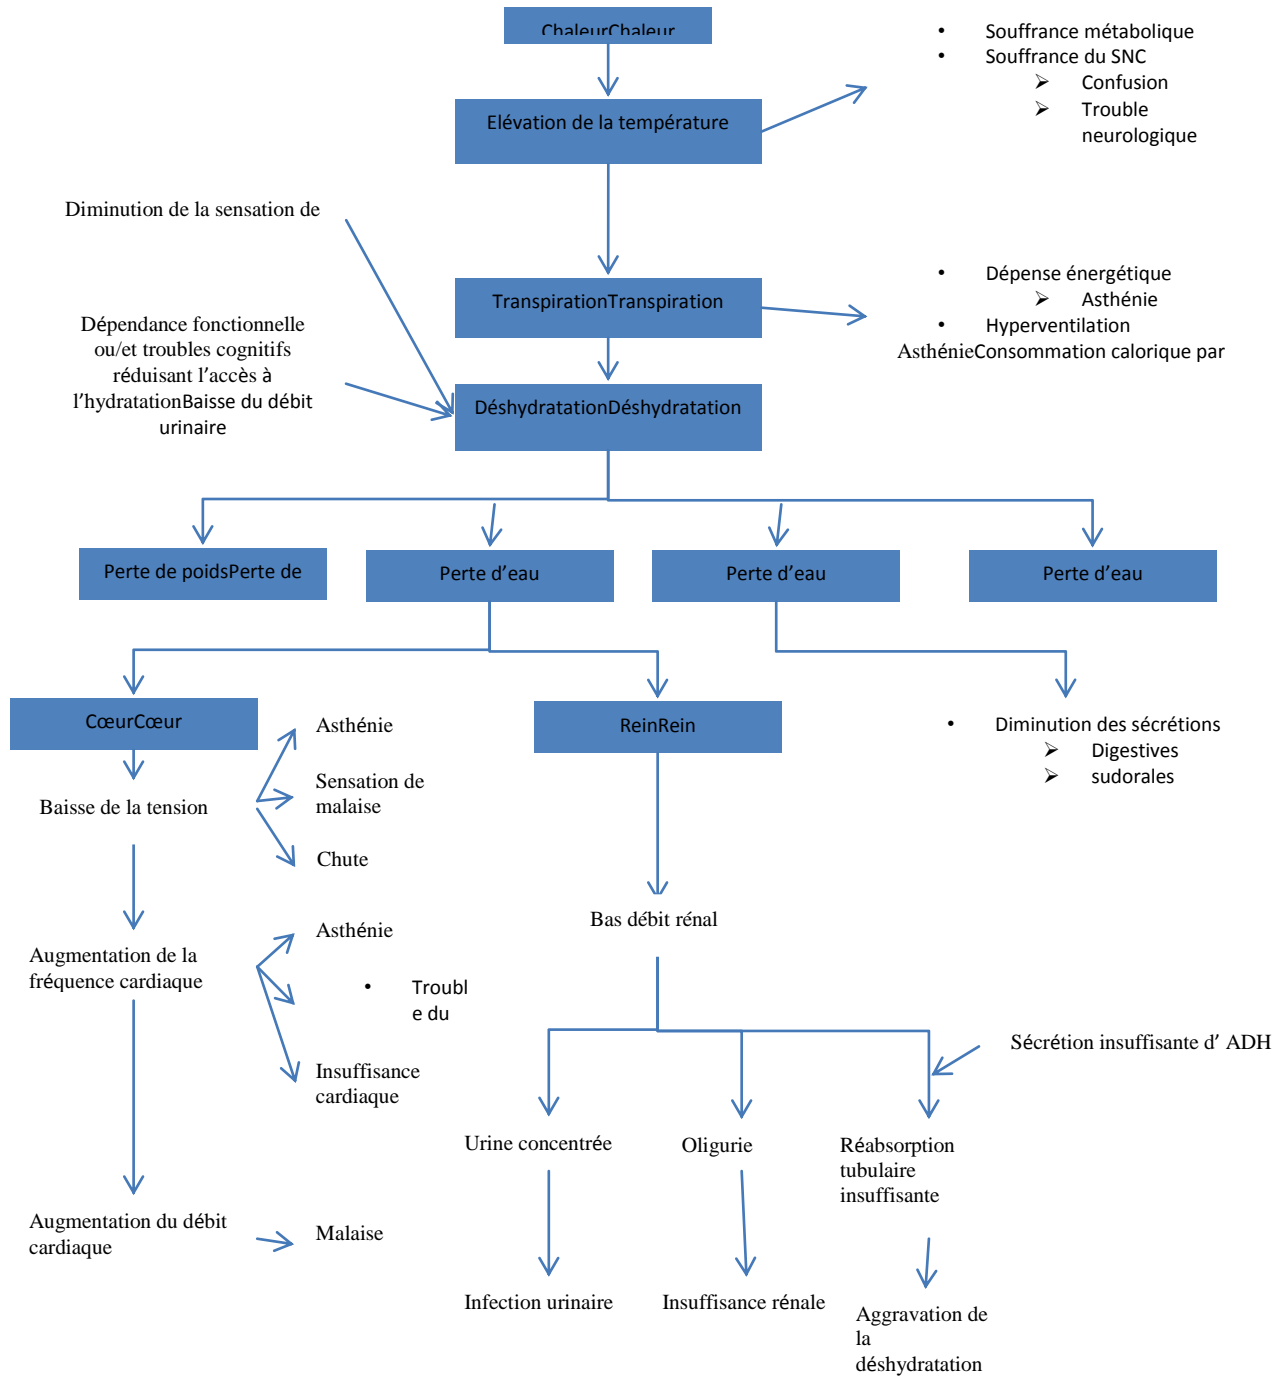 ChaleurChaleur
• Souffrance métabolique
• Souffrance du SNC
➢ Confusion
➢ Trouble
neurologique
Elévation de la température
Diminution de la sensation de
TranspirationTranspiration
• Dépense énergétique
➢ Asthénie
• Hyperventilation
AsthénieConsommation calorique par
Dépendance fonctionnelle
ou/et troubles cognitifs
réduisant l’accès à
l’hydratationBaisse du débit
urinaire
DéshydratationDéshydratation
Perte de poidsPerte de
Perte d’eau
Perte d’eau
Perte d’eau
CœurCœur
ReinRein
• Diminution des sécrétions
➢ Digestives
➢ sudorales
Asthénie
Sensation de
malaise
Chute
Baisse de la tension
Bas débit rénal
Augmentation de la
fréquence cardiaque
Asthénie
• Troubl
e du
Insuffisance
cardiaque
Sécrétion insuffisante d’ ADH
Urine concentrée
Oligurie
Réabsorption
tubulaire
insuffisante
Augmentation du débit
cardiaque
Malaise
Infection urinaire
Insuffisance rénale
Aggravation de
la
déshydratation